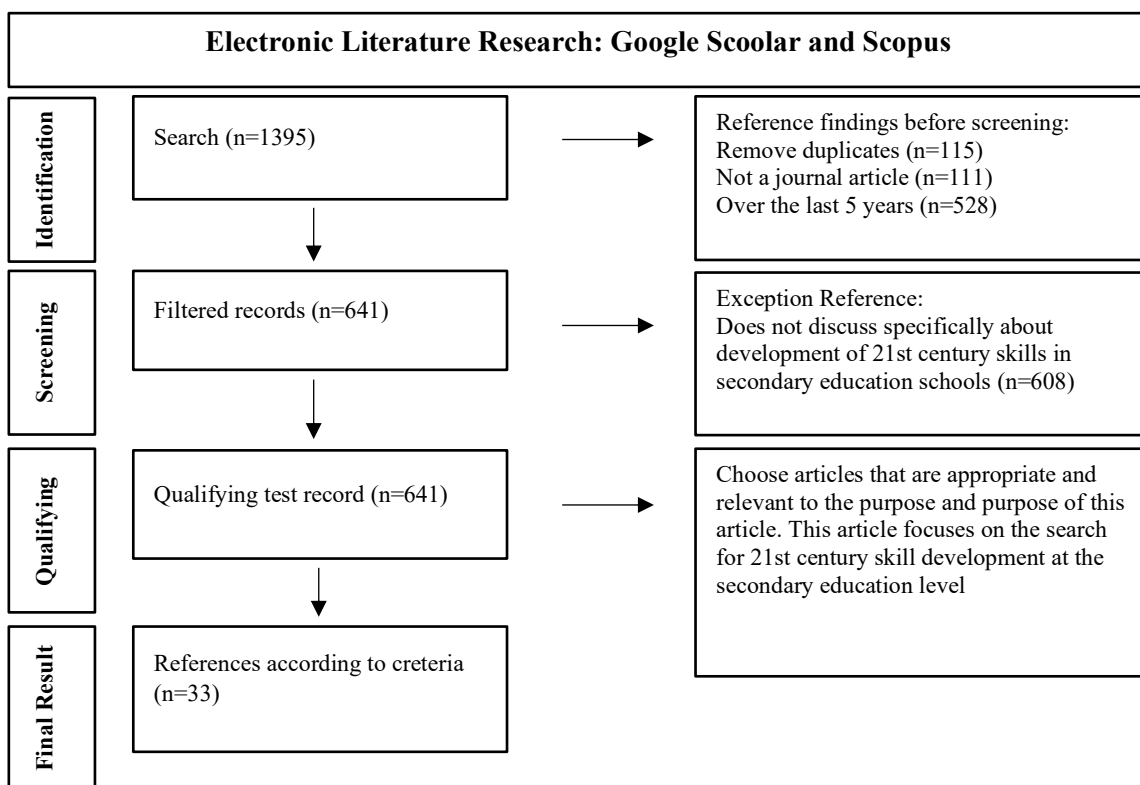 Electronic Literature Research: Google Scoolar and Scopus
Identification
Search (n=1395)
Reference findings before screening:
Remove duplicates (n=115)
Not a journal article (n=111)
Over the last 5 years (n=528)
Screening
Filtered records (n=641)
Exception Reference:
Does not discuss specifically about
development of 21st century skills in
secondary education schools (n=608)
Qualifying
Qualifying test record (n=641)
Choose articles that are appropriate and
relevant to the purpose and purpose of this
article. This article focuses on the search
for 21st century skill development at the
secondary education level
Final Result
References according to creteria
(n=33)